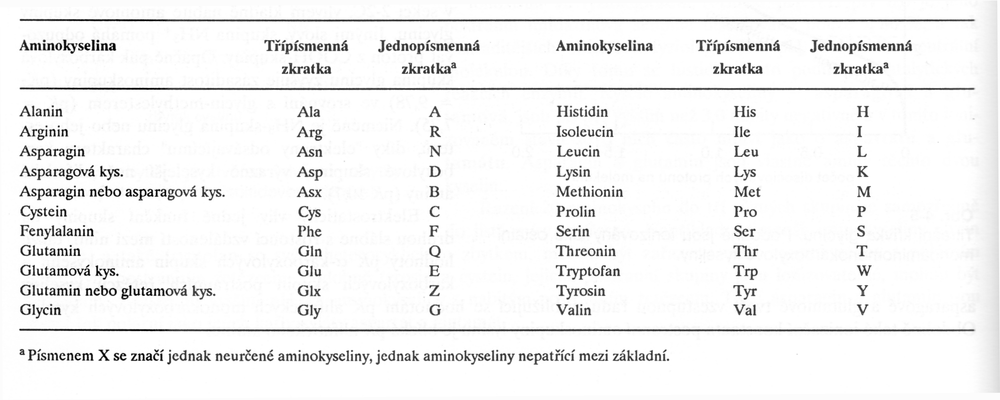 Aminokyselina Třípísmenná Jednopísmenná Aminokyselina Třípísmenná Jednopísmenná
zkratka zkratkaᵃ zkratka zkratkaᵃ
Alanin Ala A Histidin His H
Arginin Arg R Isoleucin Ile I
Asparagin Asn N Leucin Leu L
Asparagová kys. Asp D Lysin Lys K
Asparagin nebo asparagová kys. Asx B Methionin Met M
Cystein Cys C Prolin Pro P
Fenylalanin Phe F Serin Ser S
Glutamin Gln Q Threonin Thr T
Glutamová kys. Glu E Tryptofan Trp W
Glutamin nebo glutamová kys. Glx Z Tyrosin Tyr Y
Glycin Gly G Valin Val V
ᵃ Písmenem X se značí jednak neurčené aminokyseliny, jednak aminokyseliny nepatřící mezi základní.